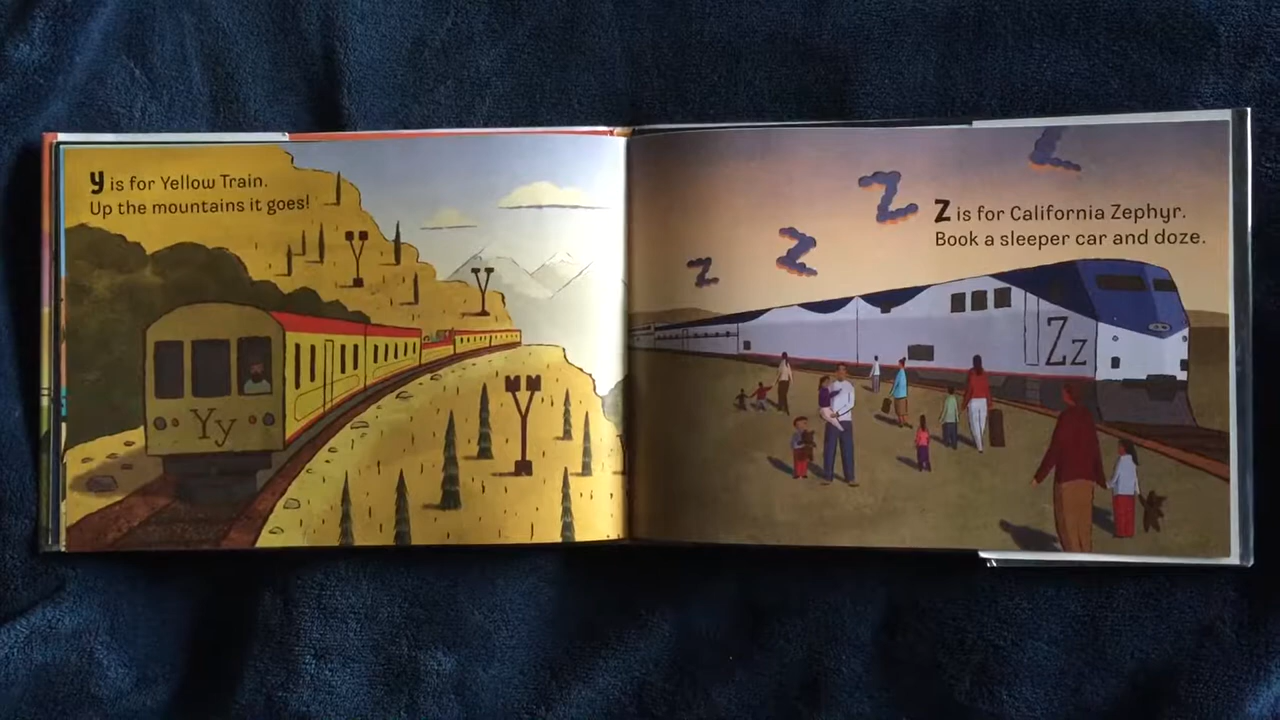 y is for Yellow Train.
Up the mountains it goes!
Y
Y
Y
Yy
Z
Z
Z
Z
Z is for California Zephyr.
Book a sleeper car and doze.
Zz